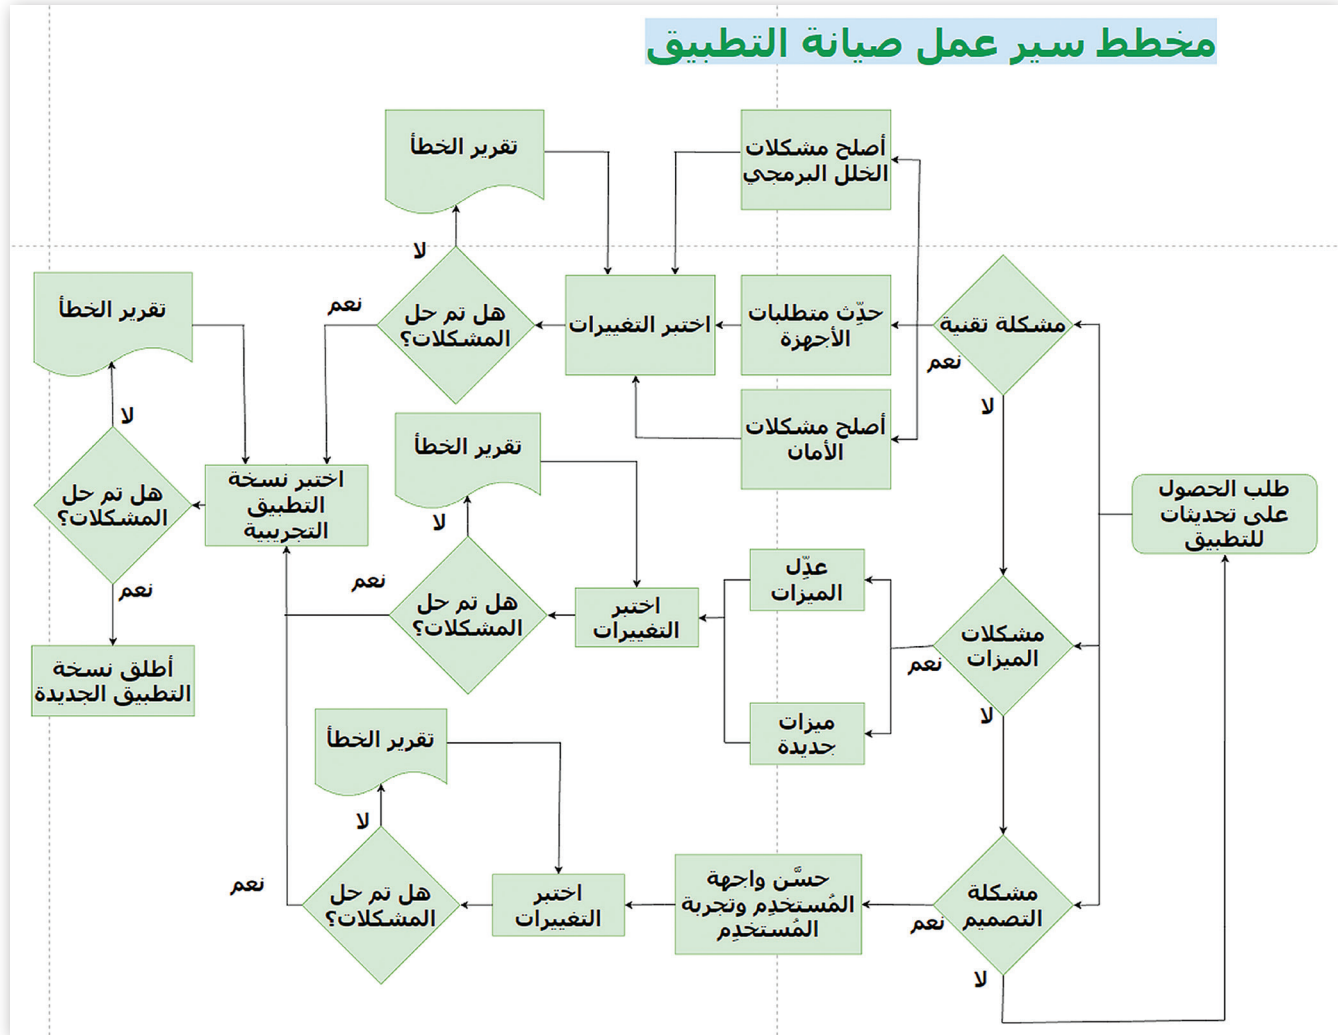 مخطط سير عمل صيانة التطبيق
أصلح مشكلات
الخلل البرمجي
تقرير الخطأ
لا
مشكلة تقنية
نعم
لا
حدِّث متطلبات
الأجهزة
اختبر التغييرات
هل تم حل
المشكلات؟
نعم
تقرير الخطأ
أصلح مشكلات
الأمان
تقرير الخطأ
لا
لا
طلب الحصول
على تحديثات
للتطبيق
اختبر نسخة
التطبيق
التجريبية
هل تم حل
المشكلات؟
نعم
أطلق نسخة
التطبيق الجديدة
مشكلات
الميزات
نعم
لا
عدِّل
الميزات
ميزات
جديدة
اختبر
التغييرات
هل تم حل
المشكلات؟
نعم
تقرير الخطأ
لا
مشكلة
التصميم
نعم
لا
حسَّن واجهة
المُستخدِم وتجربة
المُستخدِم
اختبر
التغييرات
هل تم حل
المشكلات؟
نعم